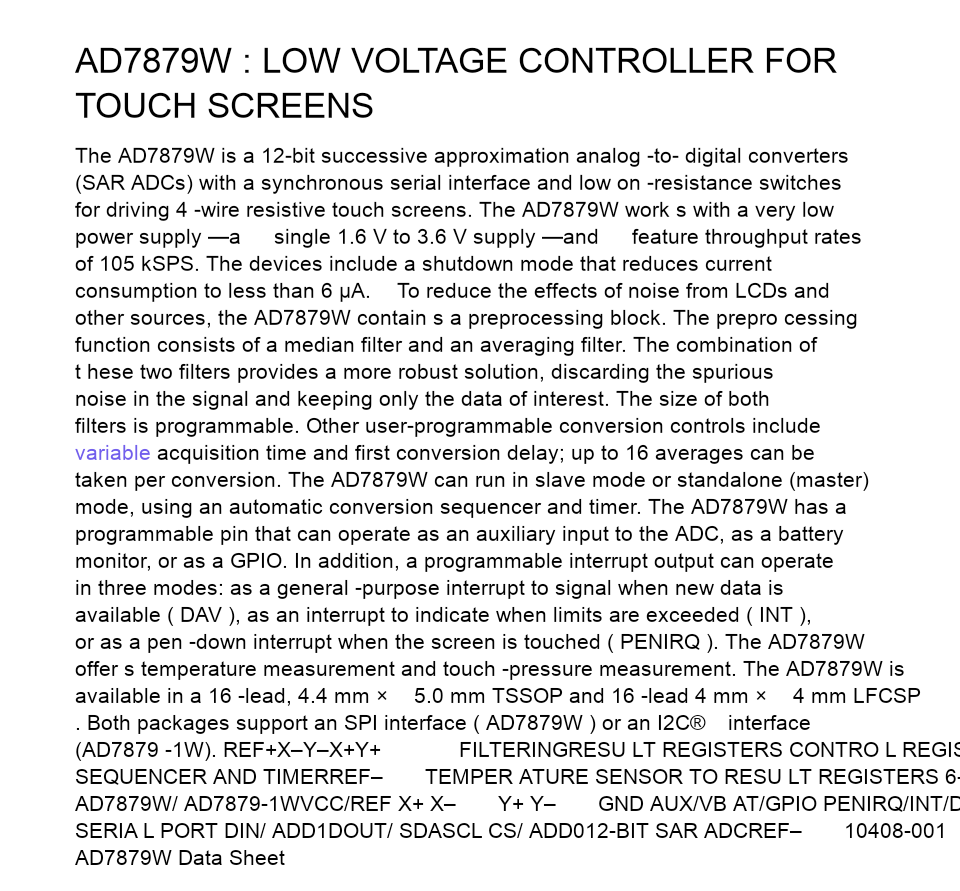 AD7879W : LOW VOLTAGE CONTROLLER FOR
TOUCH SCREENS
The AD7879W is a 12-bit successive approximation analog -to- digital converters
(SAR ADCs) with a synchronous serial interface and low on -resistance switches
for driving 4 -wire resistive touch screens. The AD7879W work s with a very low
power supply —a single 1.6 V to 3.6 V supply —and feature throughput rates
of 105 kSPS. The devices include a shutdown mode that reduces current
consumption to less than 6 µA. To reduce the effects of noise from LCDs and
other sources, the AD7879W contain s a preprocessing block. The prepro cessing
function consists of a median filter and an averaging filter. The combination of
t hese two filters provides a more robust solution, discarding the spurious
noise in the signal and keeping only the data of interest. The size of both
filters is programmable. Other user-programmable conversion controls include
variable acquisition time and first conversion delay; up to 16 averages can be
taken per conversion. The AD7879W can run in slave mode or standalone (master)
mode, using an automatic conversion sequencer and timer. The AD7879W has a
programmable pin that can operate as an auxiliary input to the ADC, as a battery
monitor, or as a GPIO. In addition, a programmable interrupt output can operate
in three modes: as a general -purpose interrupt to signal when new data is
available ( DAV ), as an interrupt to indicate when limits are exceeded ( INT ),
or as a pen -down interrupt when the screen is touched ( PENIRQ ). The AD7879W
offer s temperature measurement and touch -pressure measurement. The AD7879W is
available in a 16 -lead, 4.4 mm × 5.0 mm TSSOP and 16 -lead 4 mm × 4 mm LFCSP
. Both packages support an SPI interface ( AD7879W ) or an I2C® interface
(AD7879 -1W). REF+X–Y–X+Y+ FILTERINGRESU LT REGISTERS CONTRO L REGIS
SEQUENCER AND TIMERREF– TEMPER ATURE SENSOR TO RESU LT REGISTERS 6-
AD7879W/ AD7879-1WVCC/REF X+ X– Y+ Y– GND AUX/VB AT/GPIO PENIRQ/INT/D
SERIA L PORT DIN/ ADD1DOUT/ SDASCL CS/ ADD012-BIT SAR ADCREF– 10408-001
AD7879W Data Sheet